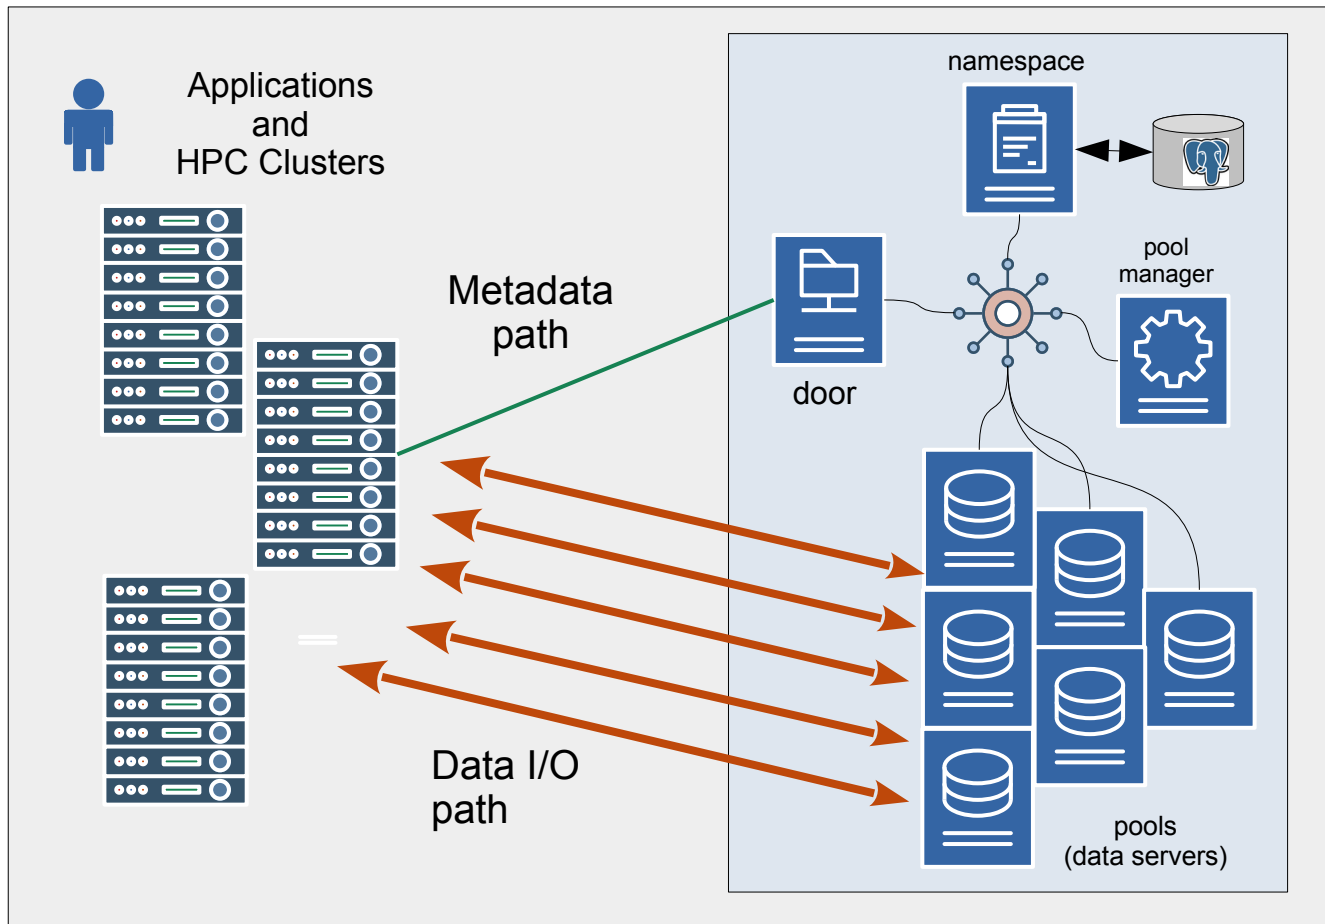 Applications
and
HPC Clusters
namespace
pool
manager
Metadata
path
door
Data I/O
path
pools
(data servers)